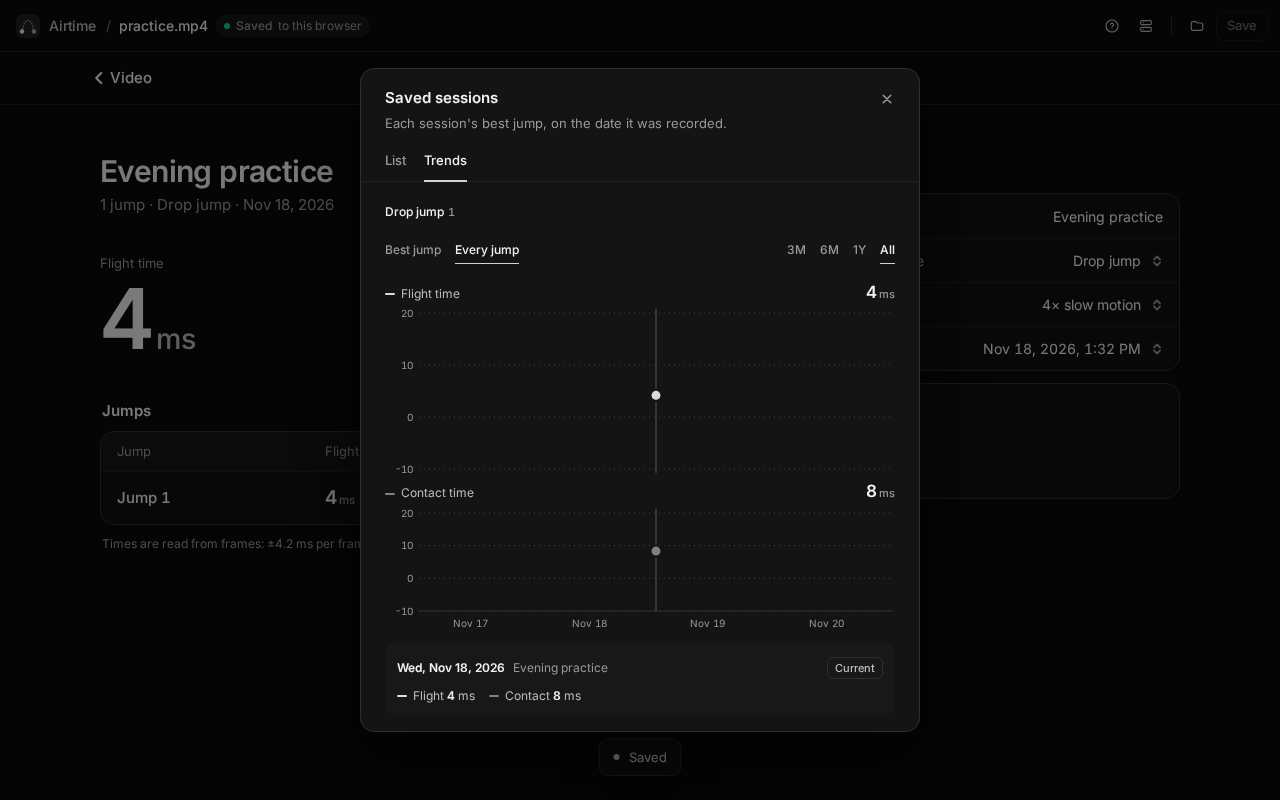 Airtime / practice.mp4 Saved to this browser Save
Video
Saved sessions
Each session's best jump, on the date it was recorded.
List Trends
Evening practice
1 jump · Drop jump · Nov 18, 2026
Flight time
4 ms
Jumps
Jump Flight
Jump 1 4 ms
Times are read from frames: ±4.2 ms per fran
Drop jump 1
Best jump Every jump 3M 6M 1Y All
Flight time 4 ms
20
10
0
-10
Contact time 8 ms
20
10
0
-10
Nov 17 Nov 18 Nov 19 Nov 20
Wed, Nov 18, 2026 Evening practice Current
Flight 4 ms Contact 8 ms
Evening practice
e Drop jump
4× slow motion
Nov 18, 2026, 1:32 PM
Saved